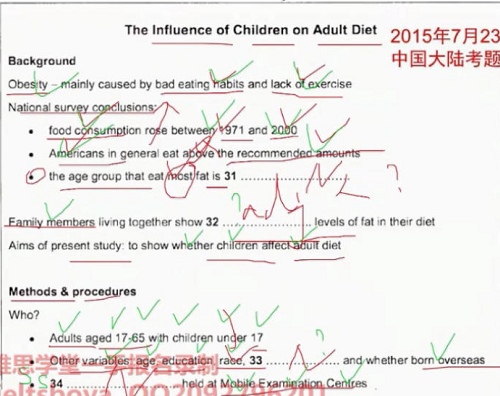 The Influence of Children on Adult Diet
2015年7月23
中国大陆考题
Background
Obesity – mainly caused by bad eating habits and lack of exercise
National survey conclusions:
• food consumption rose between 1971 and 2000
• Americans in general eat above the recommended amounts
• the age group that eat most fat is 31 ....................
adj N ?
?
Family members living together show 32 .................... levels of fat in their diet
Aims of present study: to show whether children affect adult diet
Methods & procedures
Who?
• Adults aged 17-65 with children under 17
?
• Other variables: age, education, race, 33 .................... and whether born overseas
雅思学堂一 报名录制
• 34 .................... held at Mobile Examination Centres